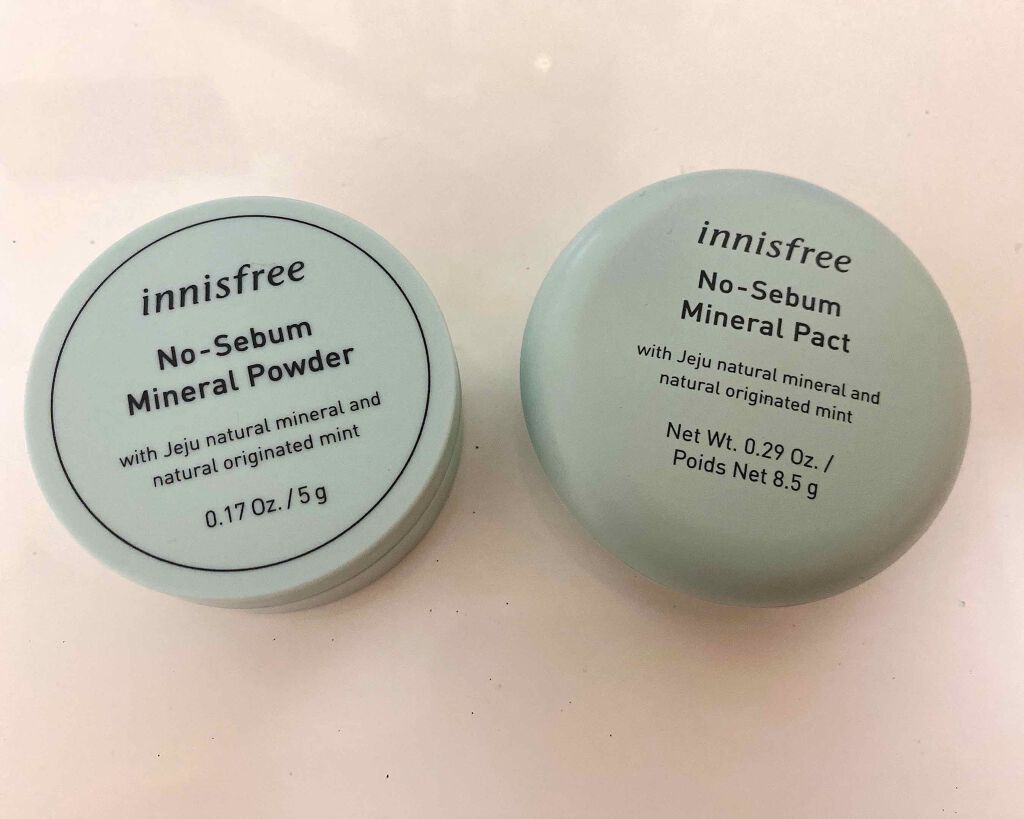 innisfree
No-Sebum
Mineral Powder
with Jeju natural mineral and
natural originated mint
0.17 Oz. / 5 g
innisfree
No-Sebum
Mineral Pact
with Jeju natural mineral and
natural originated mint
Net Wt. 0.29 Oz. /
Poids Net 8.5 g